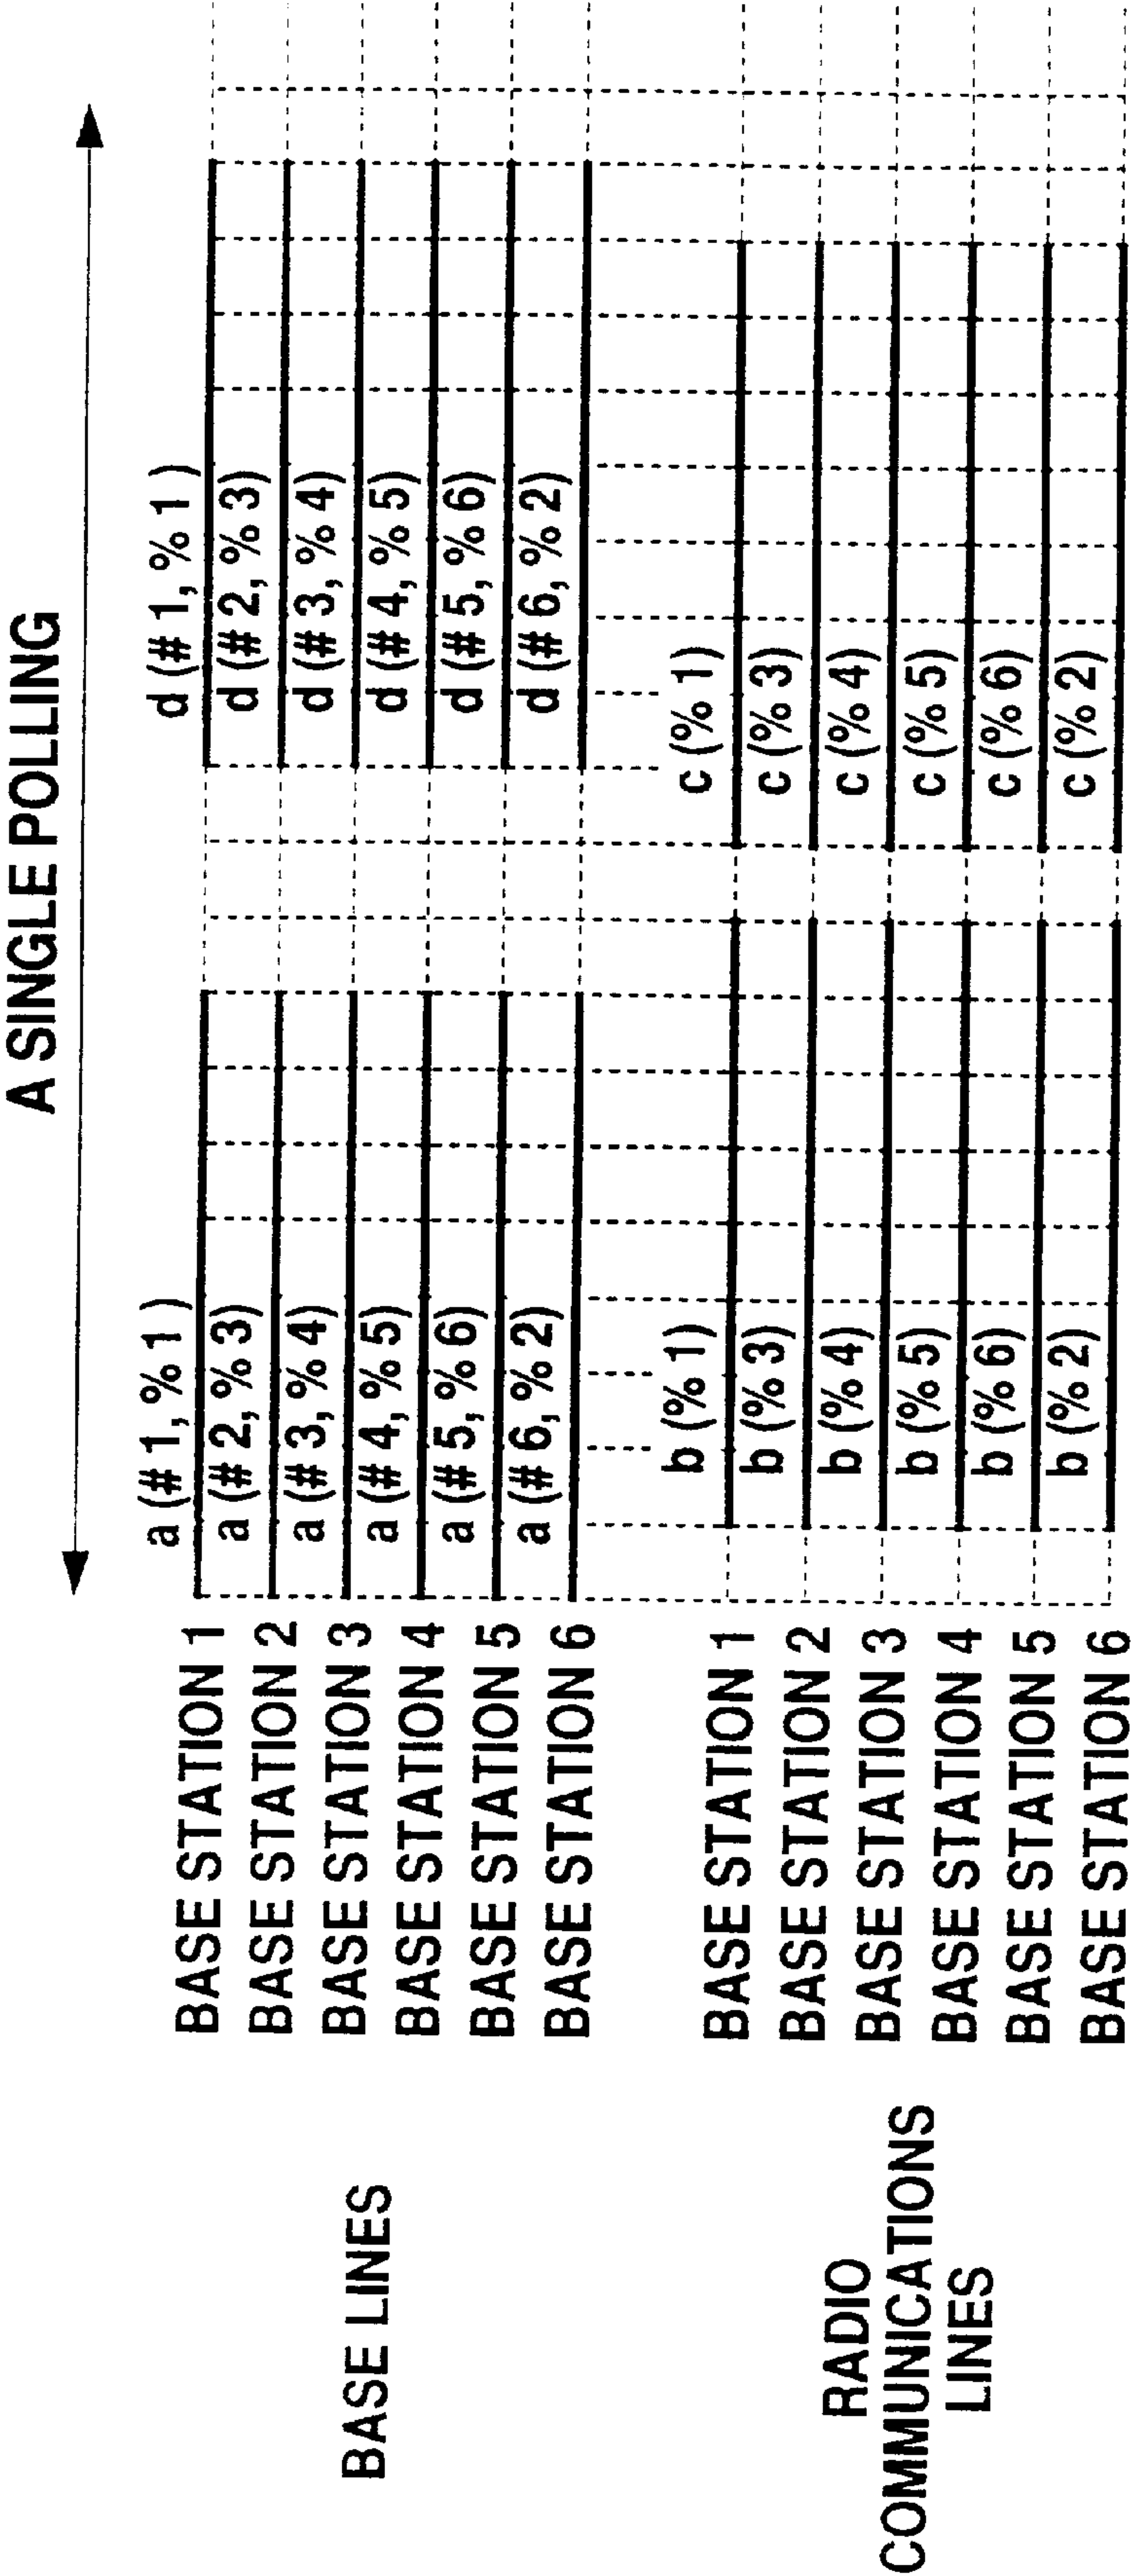 A SINGLE POLLING
BASE LINES
BASE STATION 1
a (# 1, % 1 )
d (# 1, % 1 )
BASE STATION 2
a (# 2, % 3)
d (# 2, % 3)
BASE STATION 3
a (# 3, % 4)
d (# 3, % 4)
BASE STATION 4
a (# 4, % 5)
d (# 4, % 5)
BASE STATION 5
a (# 5, % 6)
d (# 5, % 6)
BASE STATION 6
a (# 6, % 2)
d (# 6, % 2)
RADIO
COMMUNICATIONS
LINES
BASE STATION 1
b (% 1)
c (% 1)
BASE STATION 2
b (% 3)
c (% 3)
BASE STATION 3
b (% 4)
c (% 4)
BASE STATION 4
b (% 5)
c (% 5)
BASE STATION 5
b (% 6)
c (% 6)
BASE STATION 6
b (% 2)
c (% 2)